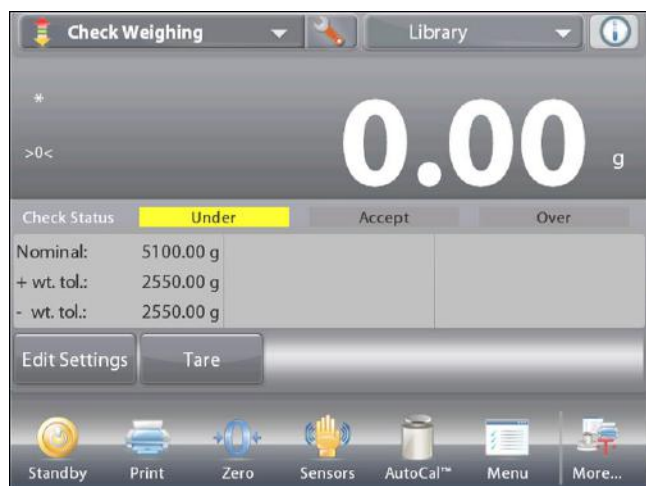 Check Weighing Library
*
>0<
0.00 g
Check Status Under Accept Over
Nominal: 5100.00 g
+ wt. tol.: 2550.00 g
- wt. tol.: 2550.00 g
Edit Settings Tare
Standby Print Zero Sensors AutoCal™ Menu More...